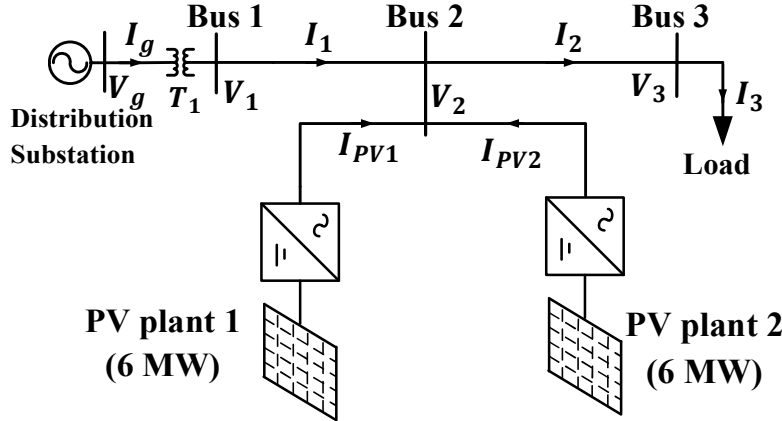 Bus 1
Bus 2
Bus 3
I_g
I_1
I_2
V_g
T_1
V_1
V_2
V_3
I_3
Distribution
Substation
I_PV1
I_PV2
Load
PV plant 1
(6 MW)
PV plant 2
(6 MW)